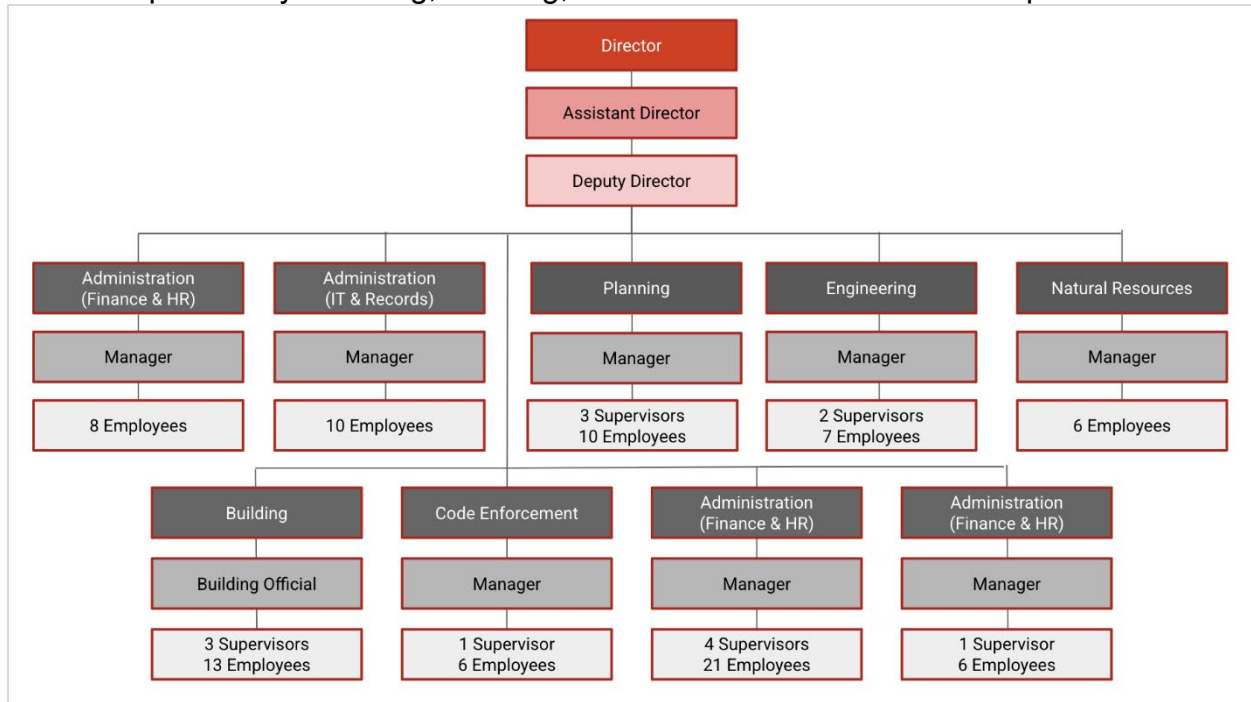 Director
Assistant Director
Deputy Director
Administration
(Finance & HR)
Manager
8 Employees
Administration
(IT & Records)
Manager
10 Employees
Planning
Manager
3 Supervisors
10 Employees
Engineering
Manager
2 Supervisors
7 Employees
Natural Resources
Manager
6 Employees
Building
Building Official
3 Supervisors
13 Employees
Code Enforcement
Manager
1 Supervisor
6 Employees
Administration
(Finance & HR)
Manager
4 Supervisors
21 Employees
Administration
(Finance & HR)
Manager
1 Supervisor
6 Employees